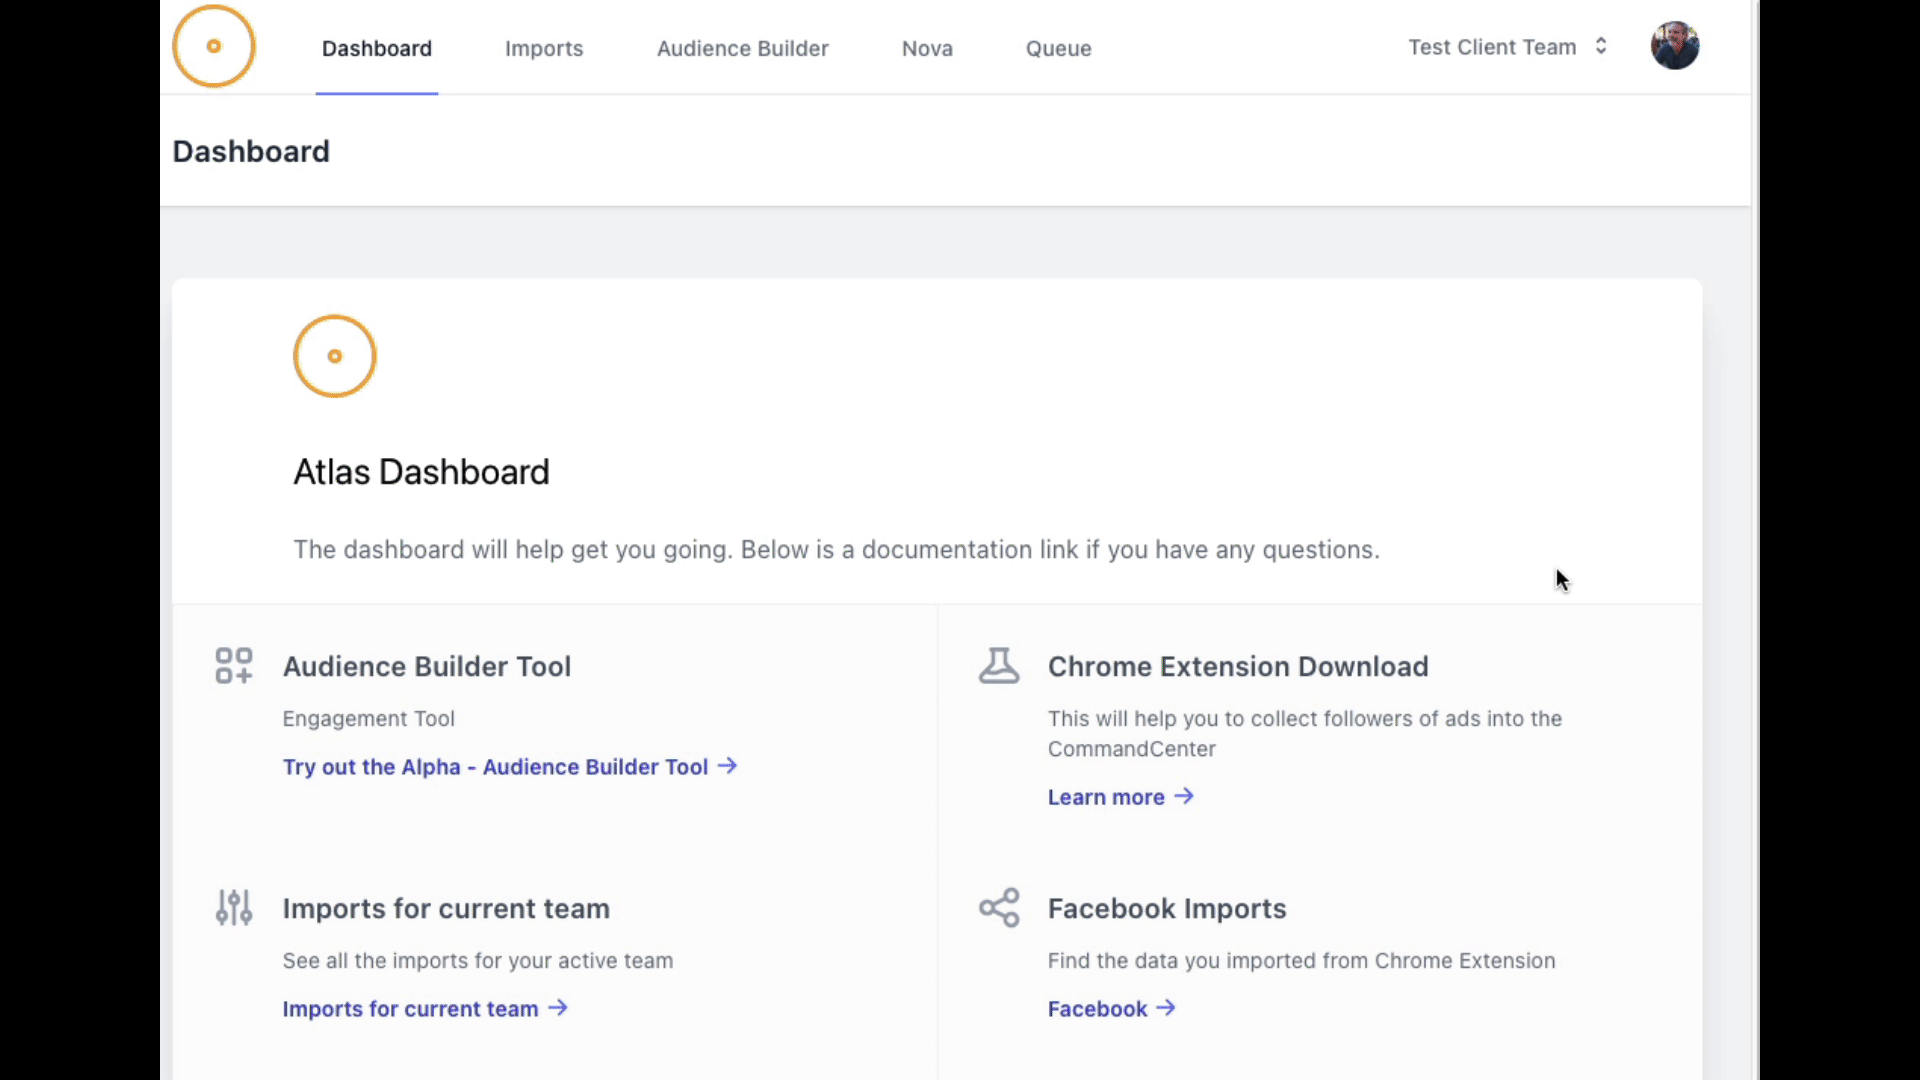 Dashboard
Imports
Audience Builder
Nova
Queue
Test Client Team
Dashboard
Atlas Dashboard
The dashboard will help get you going. Below is a documentation link if you have any questions.
Audience Builder Tool
Engagement Tool
Try out the Alpha - Audience Builder Tool
Chrome Extension Download
This will help you to collect followers of ads into the
CommandCenter
Learn more
Imports for current team
See all the imports for your active team
Imports for current team
Facebook Imports
Find the data you imported from Chrome Extension
Facebook